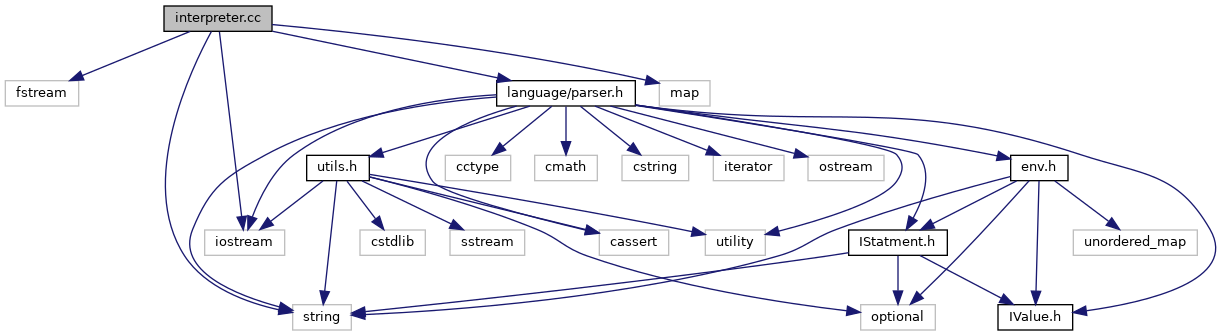 interpreter.cc
fstream
language/parser.h
map
utils.h
cctype
cmath
cstring
iterator
ostream
env.h
iostream
cstdlib
sstream
cassert
utility
IStatment.h
unordered_map
string
optional
IValue.h